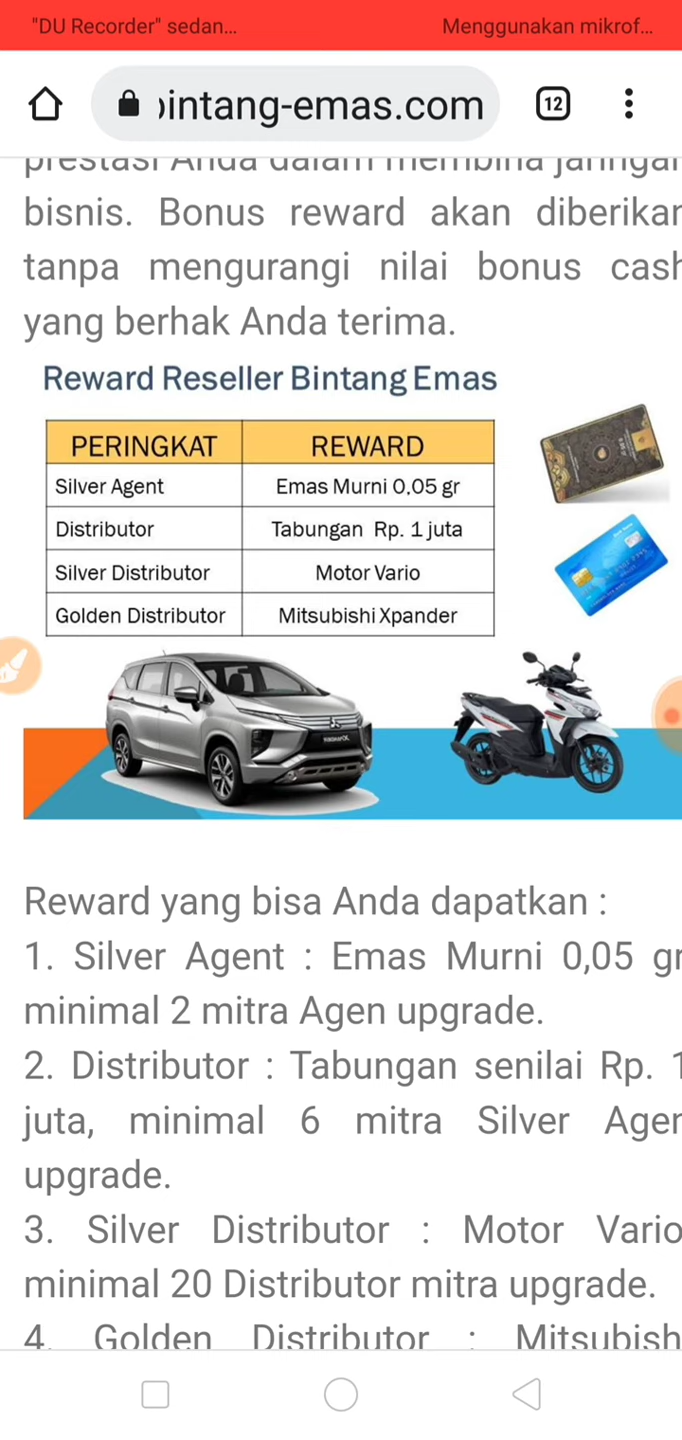 "DU Recorder" sedan...
Menggunakan mikrof...
intang-emas.com
12
prestasi Anda dalam membina
bisnis. Bonus reward akan
tanpa mengurangi nilai bonus
yang berhak Anda terima.
Reward Reseller Bintang Emas
PERINGKAT REWARD
Silver Agent Emas Murni 0,05 gr
Distributor Tabungan Rp. 1 juta
Silver Distributor Motor Vario
Golden Distributor Mitsubishi Xpander
Reward yang bisa Anda dapatkan :
1. Silver Agent : Emas Murni 0,05 gr
minimal 2 mitra Agen upgrade.
2. Distributor : Tabungan senilai Rp. 1
juta, minimal 6 mitra Silver Agen
upgrade.
3. Silver Distributor : Motor Vario
minimal 20 Distributor mitra upgrade.
4. Golden Distributor : Mitsubish